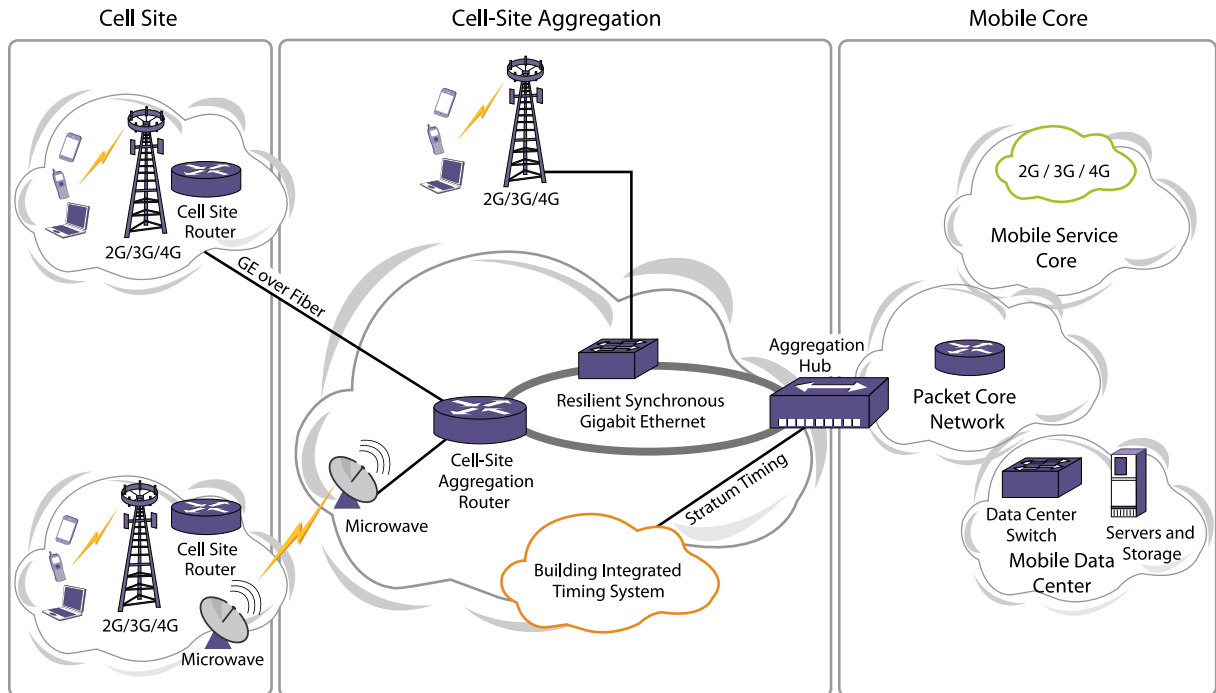 Cell Site
Cell-Site Aggregation
Mobile Core
2G/3G/4G
Cell Site
Router
GE over Fiber
2G/3G/4G
Cell Site
Router
Microwave
2G/3G/4G
Resilient Synchronous
Gigabit Ethernet
Aggregation
Hub
Cell-Site
Aggregation
Router
Microwave
Stratum Timing
Building Integrated
Timing System
2G / 3G / 4G
Mobile Service
Core
Packet Core
Network
Data Center
Switch
Servers and
Storage
Mobile Data
Center